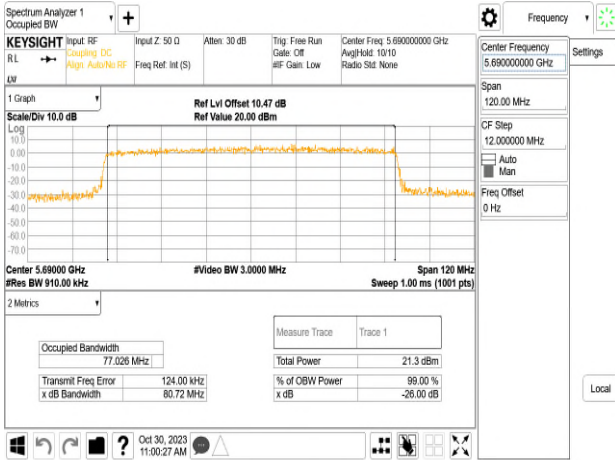 Spectrum Analyzer 1
Occupied BW
+
Frequency
KEYSIGHT
RL
Input: RF
Coupling: DC
Align: Auto/No RF
Input Z: 50 Ω
Freq Ref: Int (S)
Atten: 30 dB
Trig: Free Run
Gate: Off
#IF Gain: Low
Center Freq: 5.690000000 GHz
Avg|Hold: 10/10
Radio Std: None
Center Frequency
5.690000000 GHz
Settings
Span
120.00 MHz
CF Step
12.000000 MHz
Auto
Man
Freq Offset
0 Hz
Local
1 Graph
Scale/Div 10.0 dB
Ref Lvl Offset 10.47 dB
Ref Value 20.00 dBm
Log
10.0
0.00
-10.0
-20.0
-30.0
-40.0
-50.0
-60.0
-70.0
Center 5.69000 GHz
#Res BW 910.00 kHz
#Video BW 3.0000 MHz
Span 120 MHz
Sweep 1.00 ms (1001 pts)
2 Metrics
Measure Trace Trace 1
Occupied Bandwidth
77.026 MHz
Total Power 21.3 dBm
Transmit Freq Error 124.00 kHz
% of OBW Power 99.00 %
x dB Bandwidth 80.72 MHz
x dB -26.00 dB
?
Oct 30, 2023
11:00:27 AM